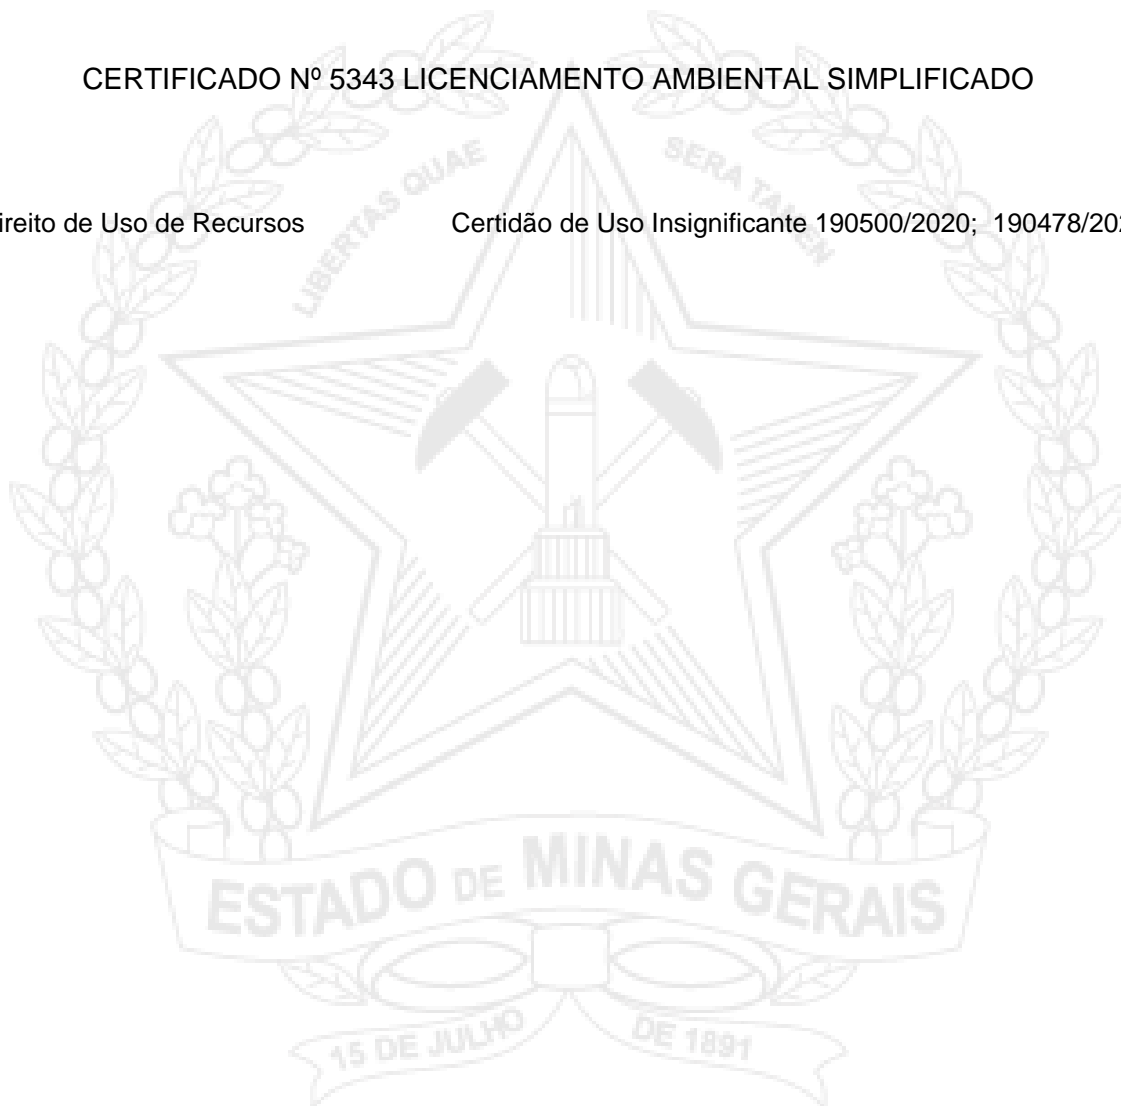 CERTIFICADO Nº 5343 LICENCIAMENTO AMBIENTAL SIMPLIFICADO
LIBERTAS QUAE SERA TAMEN
ireito de Uso de Recursos Certidão de Uso Insignificante 190500/2020; 190478/202
ESTADO DE MINAS GERAIS
15 DE JULHO DE 1891